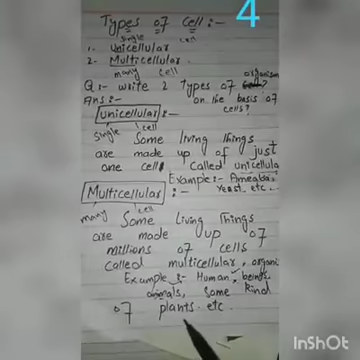 4
Types of Cell :-
single cell
1- Unicellular
2- Multicellular.
many cell
Q:- write 2 Types of organism
Ans:- on the basis of cells?
Unicellular :-
single cell
Some living Things
are made up of just
one cell called unicellula
Example:- Amoeba,
Yeast etc.
Multicellular :-
many cell
Some Living Things
are made up of
millions of cells
called multicellular, organi
Example :- Human beings,
animals, some kind
of plants etc.
InShOt